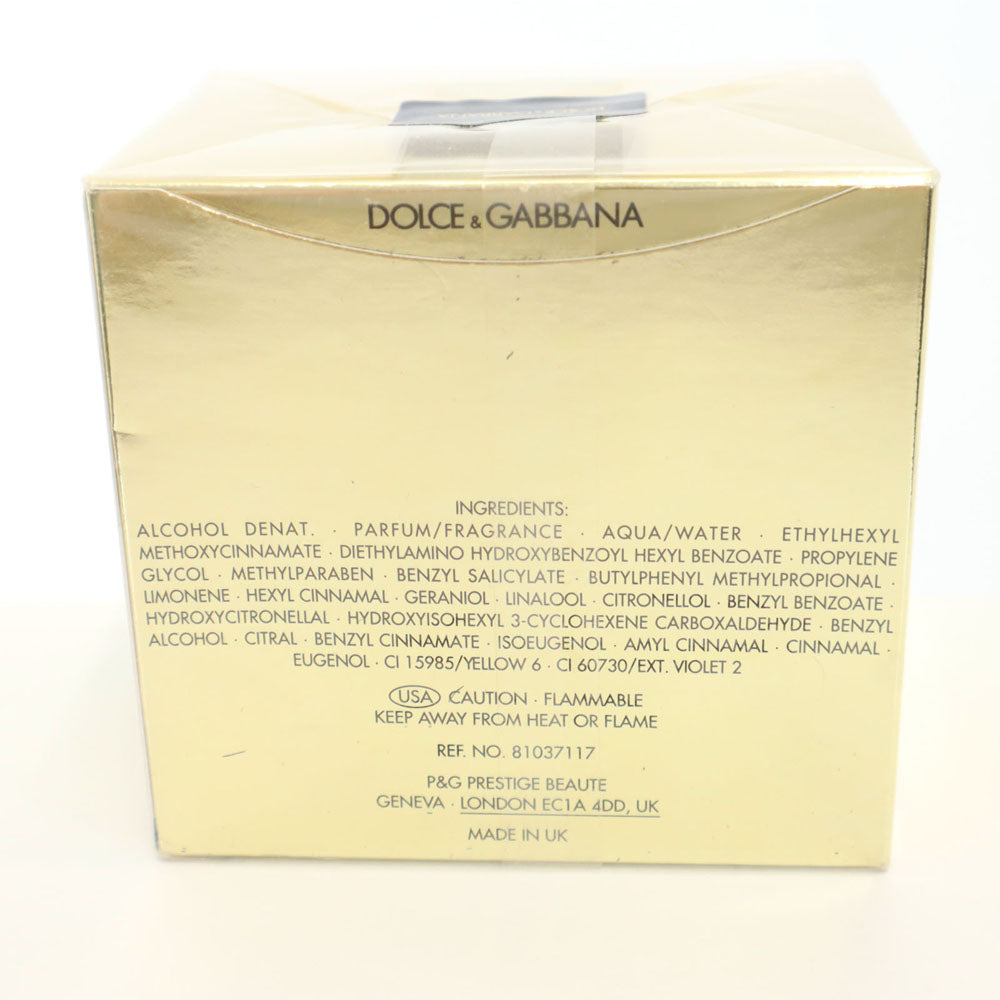 DOLCE & GABBANA
INGREDIENTS:
ALCOHOL DENAT. · PARFUM/FRAGRANCE · AQUA/WATER · ETHYLHEXYL
METHOXYCINNAMATE · DIETHYLAMINO HYDROXYBENZOYL HEXYL BENZOATE · PROPYLENE
GLYCOL · METHYLPARABEN · BENZYL SALICYLATE · BUTYLPHENYL METHYLPROPIONAL ·
LIMONENE · HEXYL CINNAMAL · GERANIOL · LINALOOL · CITRONELLOL · BENZYL BENZOATE ·
HYDROXYCITRONELLAL · HYDROXYISOHEXYL 3-CYCLOHEXENE CARBOXALDEHYDE · BENZYL
ALCOHOL · CITRAL · BENZYL CINNAMATE · ISOEUGENOL · AMYL CINNAMAL · CINNAMAL ·
EUGENOL · CI 15985/YELLOW 6 · CI 60730/EXT. VIOLET 2
USA CAUTION · FLAMMABLE
KEEP AWAY FROM HEAT OR FLAME
REF. NO. 81037117
P&G PRESTIGE BEAUTE
GENEVA · LONDON EC1A 4DD, UK
MADE IN UK